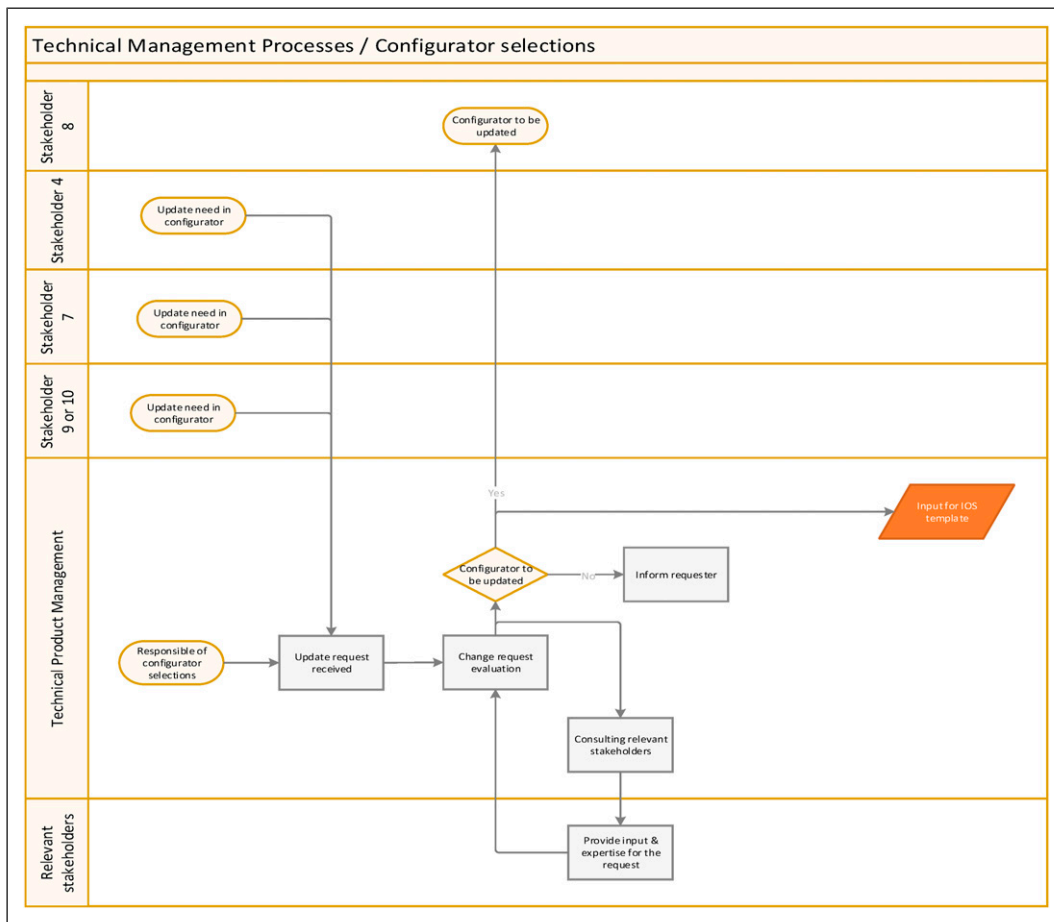 Technical Management Processes / Configurator selections
Stakeholder
8
Configurator to be
updated
Stakeholder 4
Update need in
configurator
Stakeholder
7
Update need in
configurator
Stakeholder
9 or 10
Update need in
configurator
Technical Product Management
Yes
Input for IOS
template
Configurator to
be updated
No
Inform requester
Responsible of
configurator
selections
Update request
received
Change request
evaluation
Consulting relevant
stakeholders
Relevant
stakeholders
Provide input &
expertise for the
request